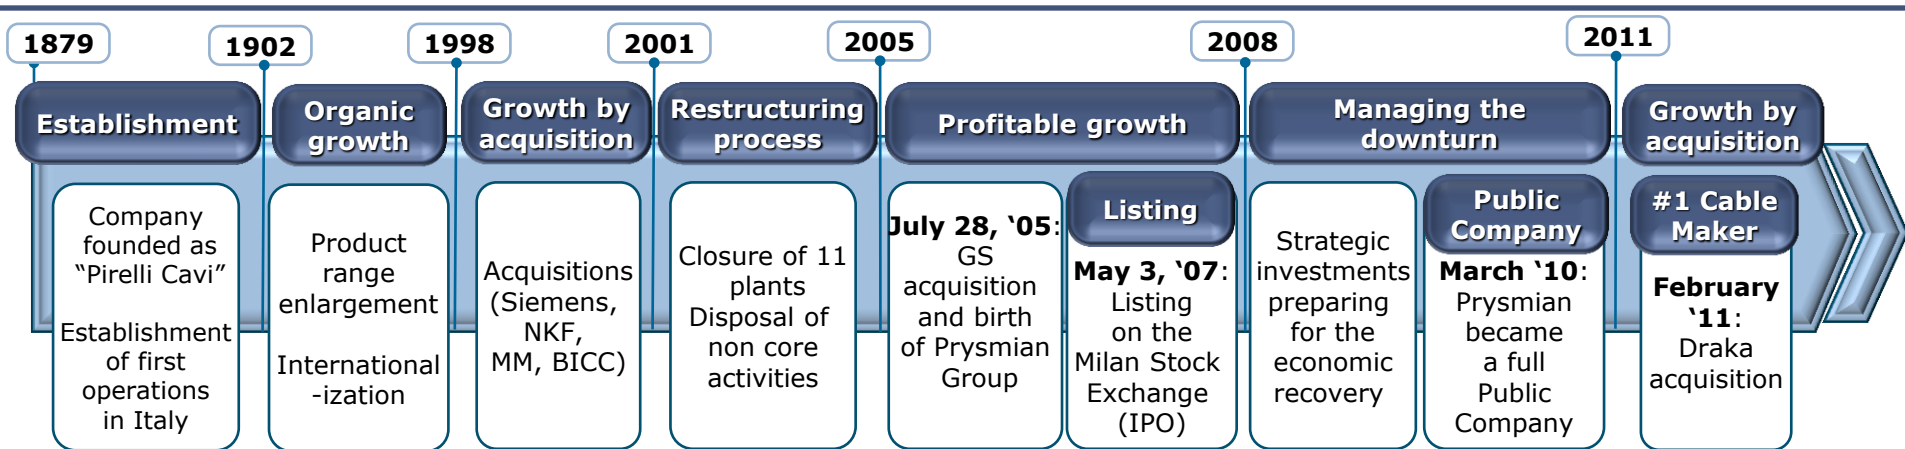 1879
1902
1998
2001
2005
2008
2011
Establishment
Organic
growth
Growth by
acquisition
Restructuring
process
Profitable growth
Managing the
downturn
Growth by
acquisition
Company
founded as
“Pirelli Cavi”
Establishment
of first
operations
in Italy
Product
range
enlargement
International
-ization
Acquisitions
(Siemens,
NKF,
MM, BICC)
Closure of 11
plants
Disposal of
non core
activities
July 28, ‘05:
GS
acquisition
and birth
of Prysmian
Group
Listing
May 3, ‘07:
Listing
on the
Milan Stock
Exchange
(IPO)
Strategic
investments
preparing
for the
economic
recovery
Public
Company
March ‘10:
Prysmian
became
a full
Public
Company
#1 Cable
Maker
February
‘11:
Draka
acquisition